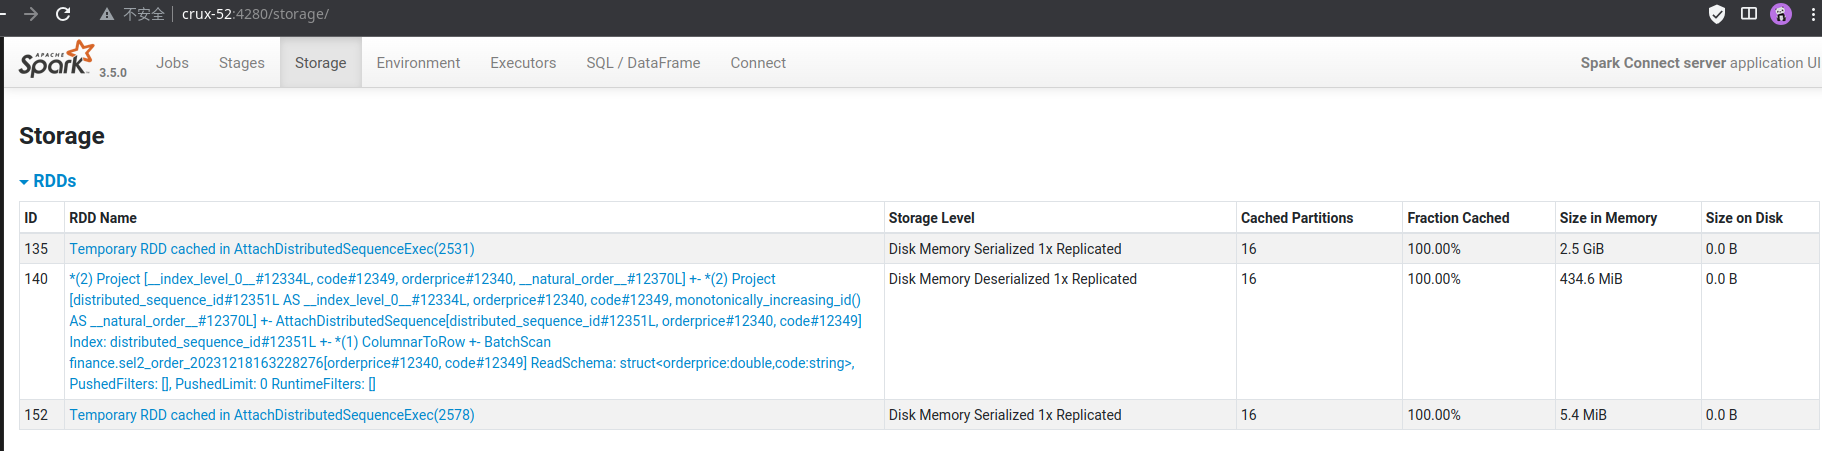 不安全 crux-52:4280/storage/
APACHE Spark 3.5.0 Jobs Stages Storage Environment Executors SQL / DataFrame Connect Spark Connect server application UI
Storage
RDDs
ID RDD Name Storage Level Cached Partitions Fraction Cached Size in Memory Size on Disk
135 Temporary RDD cached in AttachDistributedSequenceExec(2531) Disk Memory Serialized 1x Replicated 16 100.00% 2.5 GiB 0.0 B
140 *(2) Project [__index_level_0__#12334L, code#12349, orderprice#12340, __natural_order__#12370L] +- *(2) Project Disk Memory Deserialized 1x Replicated 16 100.00% 434.6 MiB 0.0 B
[distributed_sequence_id#12351L AS __index_level_0__#12334L, orderprice#12340, code#12349, monotonically_increasing_id()
AS __natural_order__#12370L] +- AttachDistributedSequence[distributed_sequence_id#12351L, orderprice#12340, code#12349]
Index: distributed_sequence_id#12351L +- *(1) ColumnarToRow +- BatchScan
finance.sel2_order_20231218163228276[orderprice#12340, code#12349] ReadSchema: struct<orderprice:double,code:string>,
PushedFilters: [], PushedLimit: 0 RuntimeFilters: []
152 Temporary RDD cached in AttachDistributedSequenceExec(2578) Disk Memory Serialized 1x Replicated 16 100.00% 5.4 MiB 0.0 B